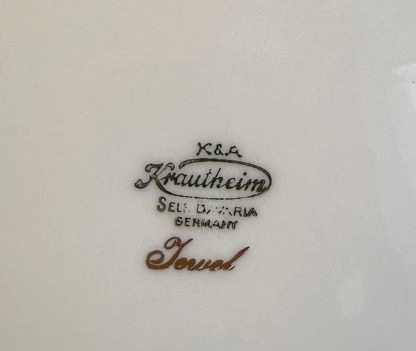 K&A
Krautheim
SELB BAVARIA
GERMANY
Jewel